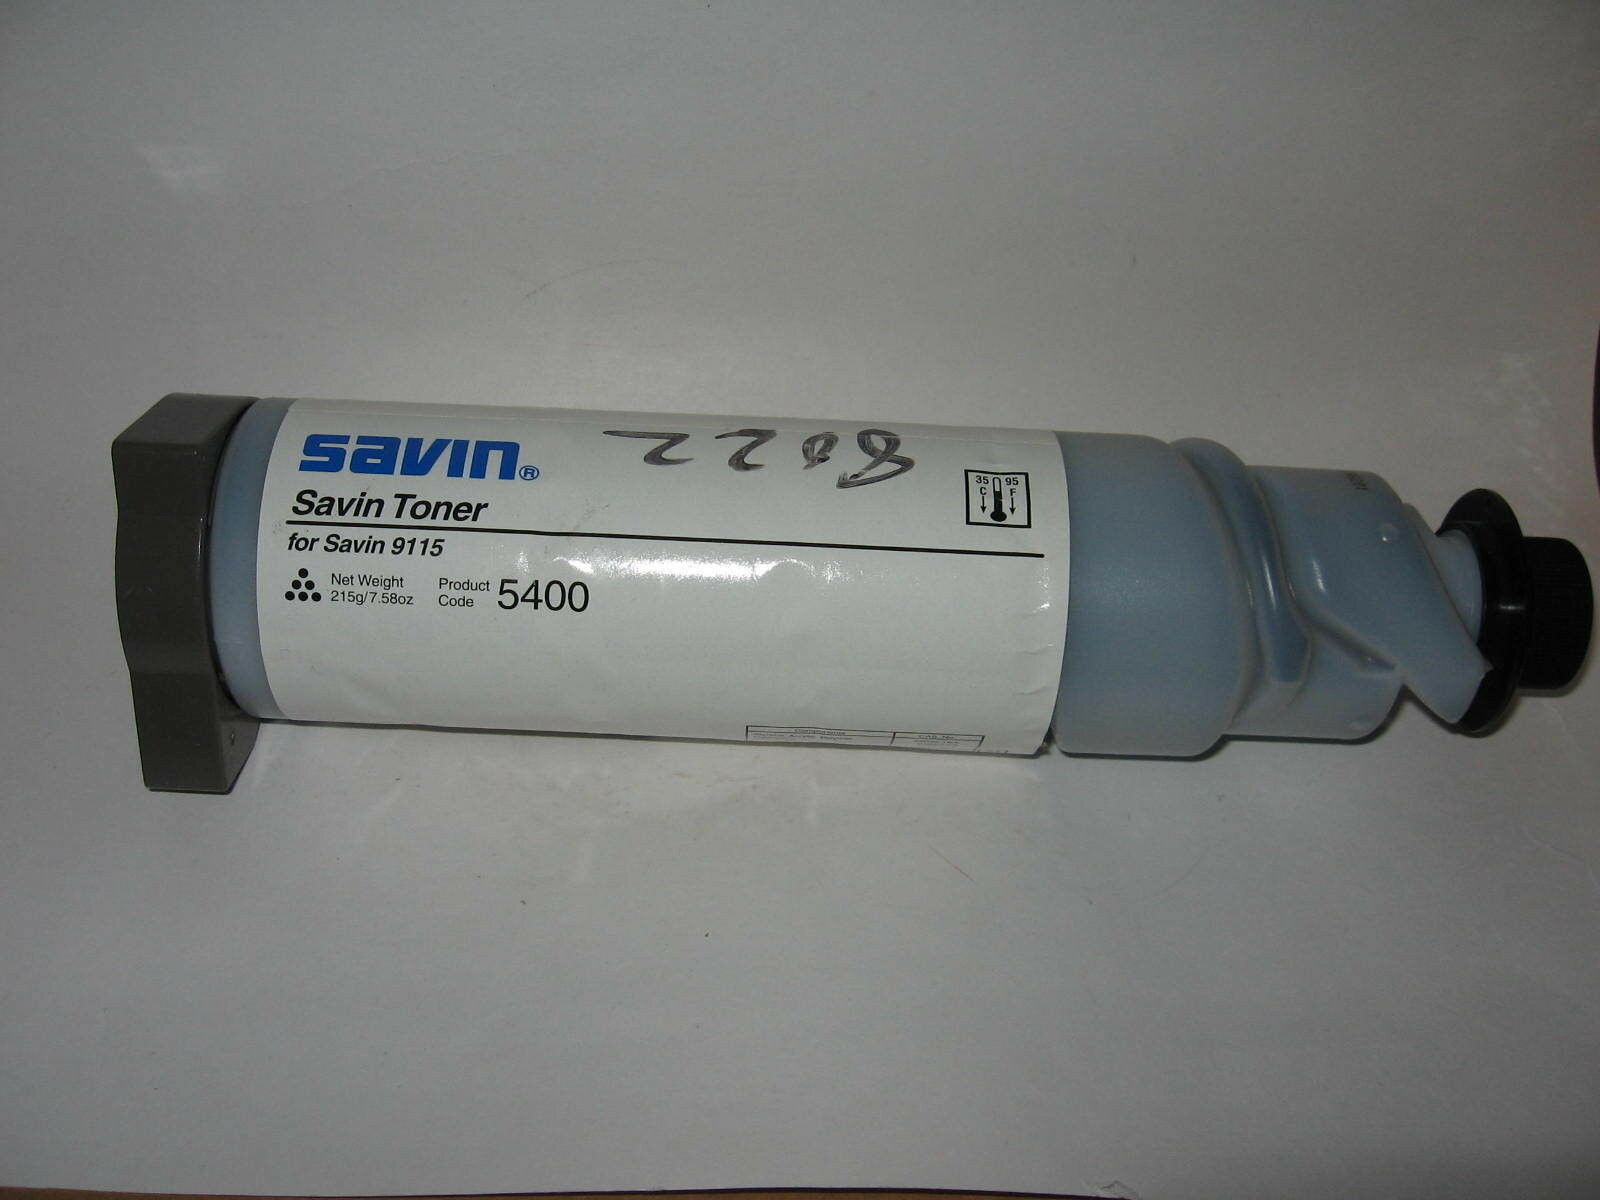 savin®
Savin Toner
for Savin 9115
Net Weight
215g/7.58oz
Product
Code
5400
35 95
C F